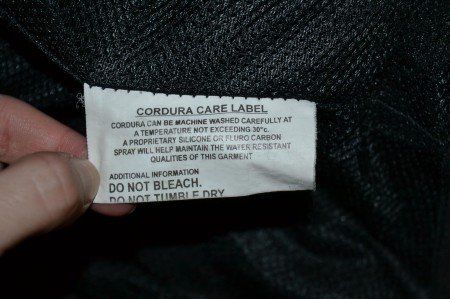 CORDURA CARE LABEL
CORDURA CAN BE MACHINE WASHED CAREFULLY AT
A TEMPERATURE NOT EXCEEDING 30°c.
A PROPRIETARY SILICONE OR FLURO CARBON
SPRAY WILL HELP MAINTAIN THE WATER RESISTANT
QUALITIES OF THIS GARMENT
ADDITIONAL INFORMATION
DO NOT BLEACH.
DO NOT TUMBLE DRY